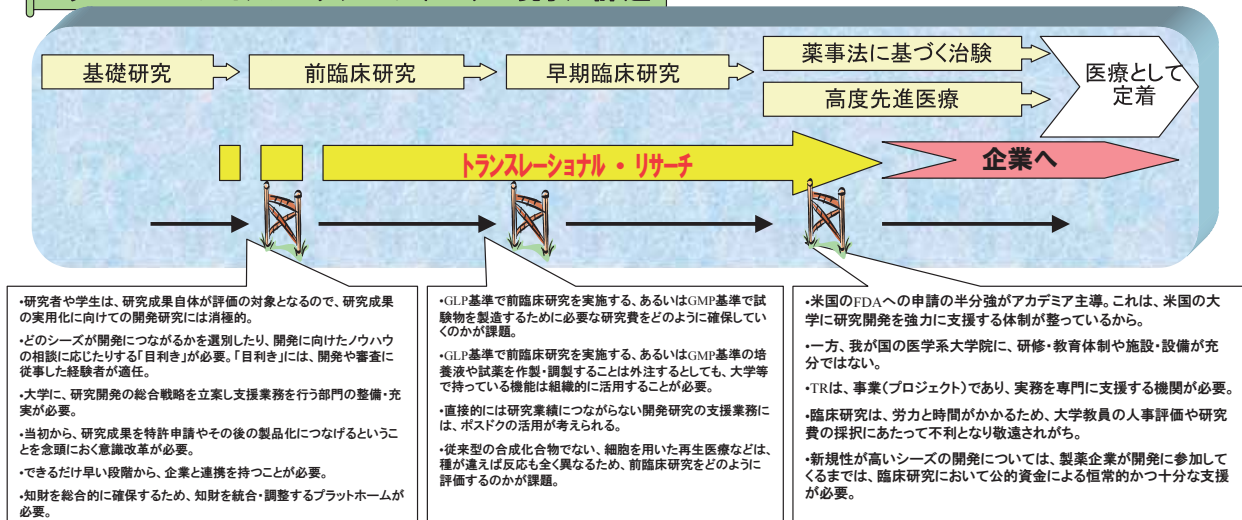 基礎研究
前臨床研究
早期臨床研究
薬事法に基づく治験
高度先進医療
医療として
定着
トランスレーショナル・リサーチ
企業へ
•研究者や学生は、研究成果自体が評価の対象となるので、研究成果
の実用化に向けての開発研究には消極的。
•どのシーズが開発につながるかを選別したり、開発に向けたノウハウ
の相談に応じたりする「目利き」が必要。「目利き」には、開発や審査に
従事した経験者が適任。
•大学に、研究開発の総合戦略を立案し支援業務を行う部門の整備・充
実が必要。
•当初から、研究成果を特許申請やその後の製品化につなげるというこ
とを念頭におく意識改革が必要。
•できるだけ早い段階から、企業と連携を持つことが必要。
•知財を総合的に確保するため、知財を統合・調整するプラットホームが
必要。
•GLP基準で前臨床研究を実施する、あるいはGMP基準で試
験物を製造するために必要な研究費をどのように確保してい
くのかが課題。
•GLP基準で前臨床研究を実施する、あるいはGMP基準の培
養液や試薬を作製・調製することは外注するとしても、大学等
で持っている機能は組織的に活用することが必要。
•直接的には研究業績につながらない開発研究の支援業務に
は、ポスドクの活用が考えられる。
•従来型の合成化合物でない、細胞を用いた再生医療などは、
種が違えば反応も全く異なるため、前臨床研究をどのように
評価するのかが課題。
•米国のFDAへの申請の半分強がアカデミア主導。これは、米国の大
学に研究開発を強力に支援する体制が整っているから。
•一方、我が国の医学系大学院に、研修・教育体制や施設・設備が充
分ではない。
•TRは、事業(プロジェクト)であり、実務を専門に支援する機関が必要。
•臨床研究は、労力と時間がかかるため、大学教員の人事評価や研究
費の採択にあたって不利となり敬遠されがち。
•新規性が高いシーズの開発については、製薬企業が開発に参加して
くるまでは、臨床研究において公的資金による恒常的かつ十分な支援
が必要。